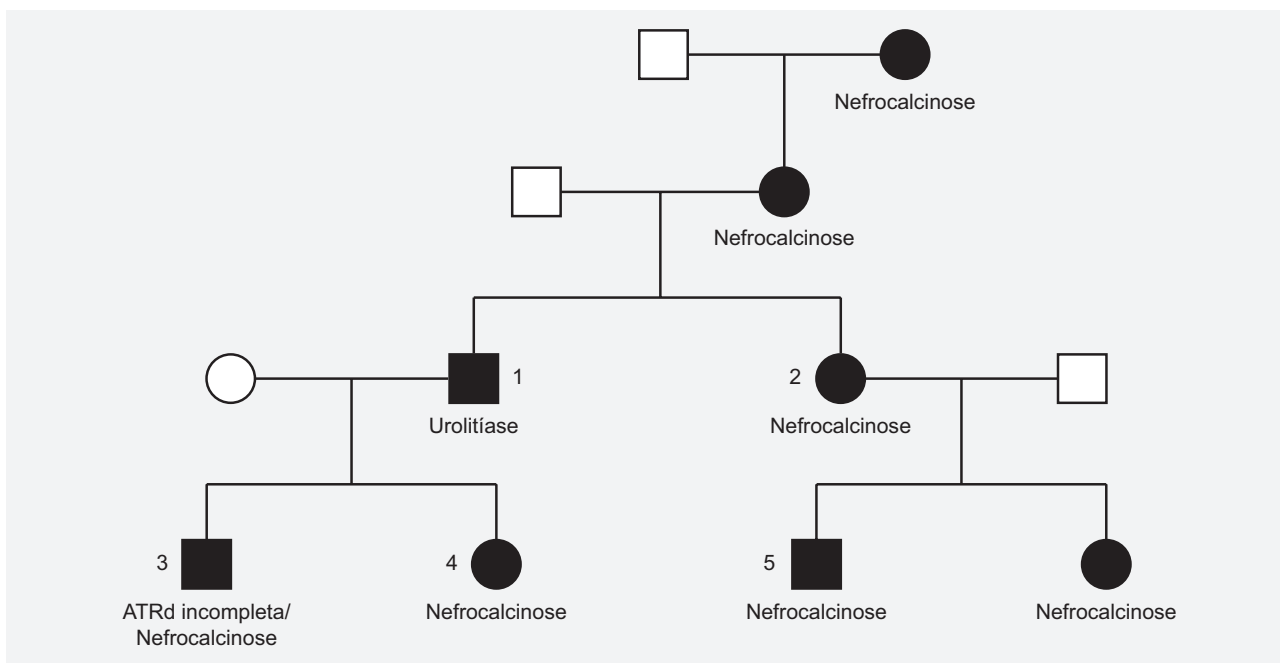 Nefrocalcinose
Nefrocalcinose
1
2
Urolitíase
Nefrocalcinose
3
4
5
ATRd incompleta/
Nefrocalcinose
Nefrocalcinose
Nefrocalcinose
Nefrocalcinose